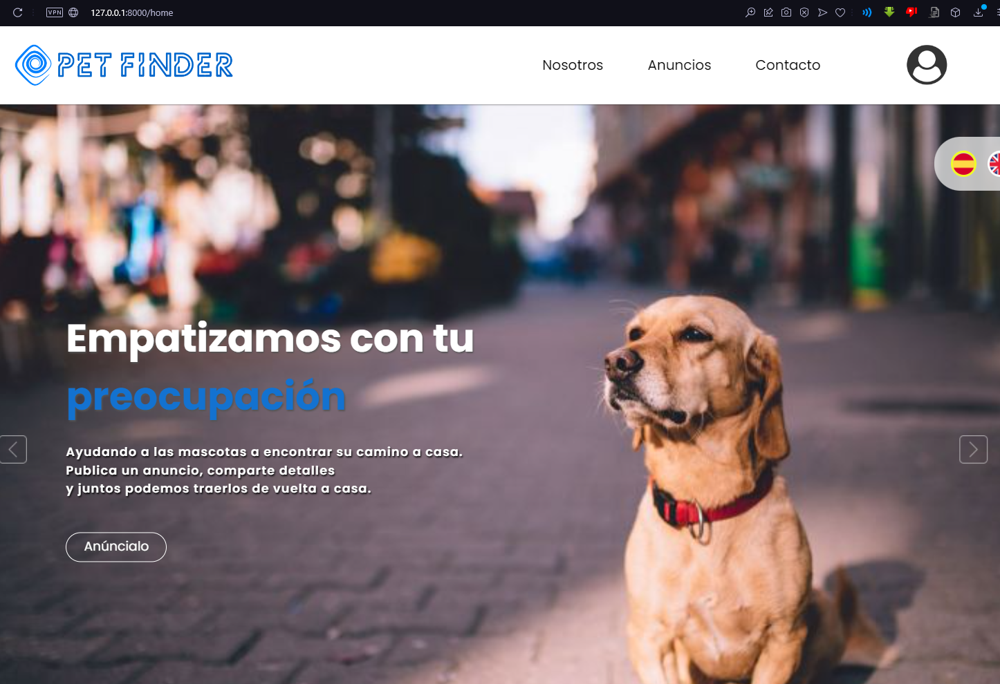 VPN 127.0.0.1:8000/home
PET FINDER
Nosotros Anuncios Contacto
Empatizamos con tu
preocupación
Ayudando a las mascotas a encontrar su camino a casa.
Publica un anuncio, comparte detalles
y juntos podemos traerlos de vuelta a casa.
Anúncialo